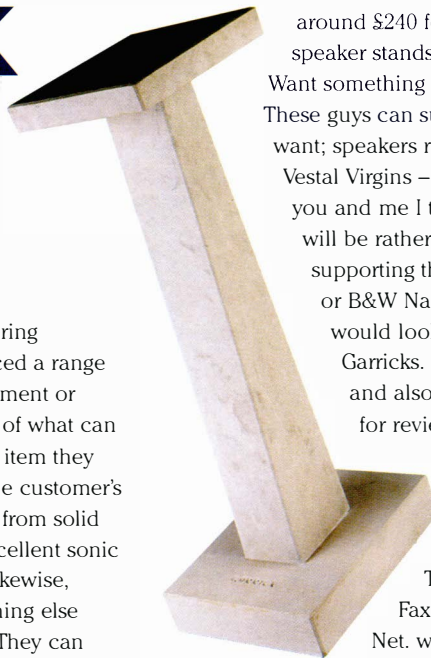 ring
ced a range
ment or
of what can
item they
e customer's
from solid
cellent sonic
kewise,
ning else
They can
around £240 f
speaker stands
Want something
These guys can su
want; speakers r
Vestal Virgins –
you and me I t
will be rather
supporting th
or B&W Na
would loo
Garricks.
and also
for revi
T
Fax
Net. w